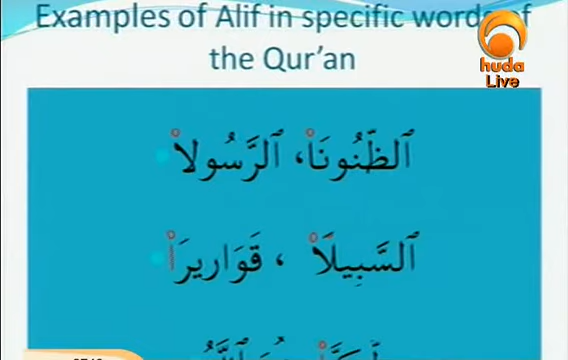 Examples of Alif in specific words of
the Qur'an
huda
Live
ٱلظُّنُونَا۠، ٱلرَّسُولَا۠
ٱلسَّبِيلَا۠ ، قَوَارِيرَا۠